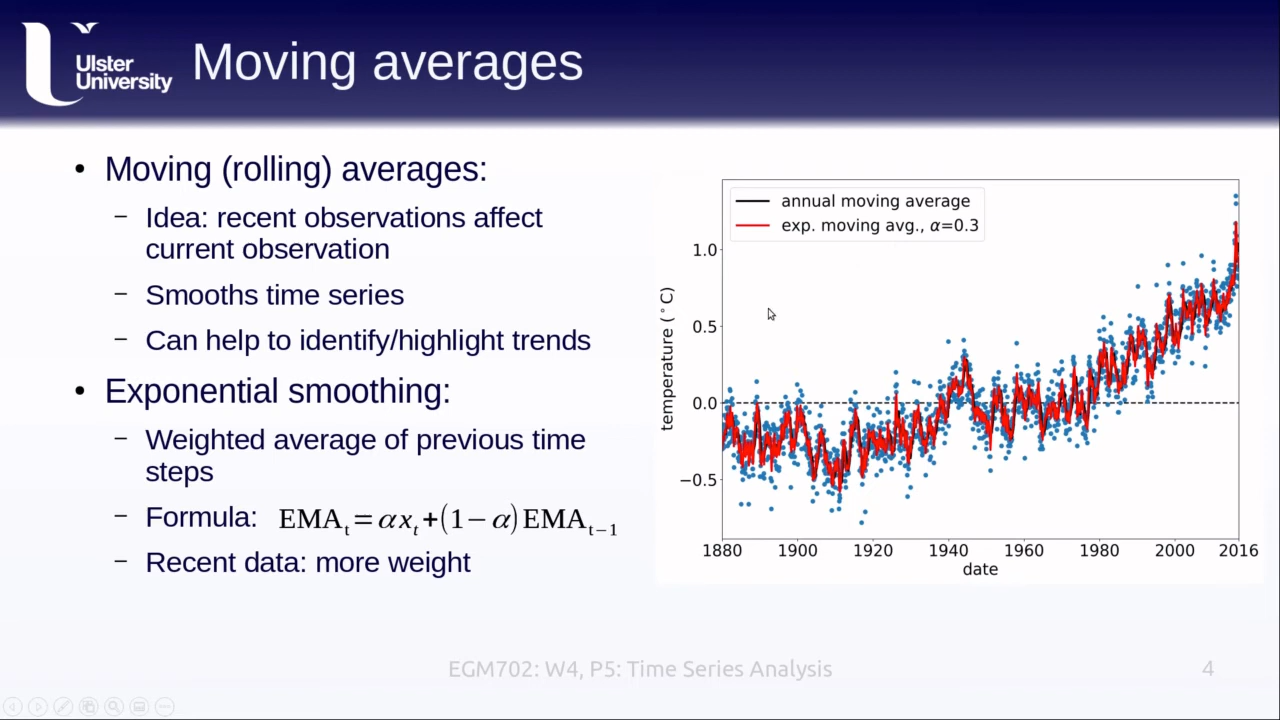 Ulster
University
Moving averages
• Moving (rolling) averages:
– Idea: recent observations affect
current observation
– Smooths time series
– Can help to identify/highlight trends
• Exponential smoothing:
– Weighted average of previous time
steps
– Formula: EMA_t = αx_t + (1−α) EMA_t−1
– Recent data: more weight
annual moving average
exp. moving avg., α=0.3
temperature (°C)
1.0
0.5
0.0
−0.5
1880 1900 1920 1940 1960 1980 2000 2016
date
EGM702: W4, P5: Time Series Analysis
4